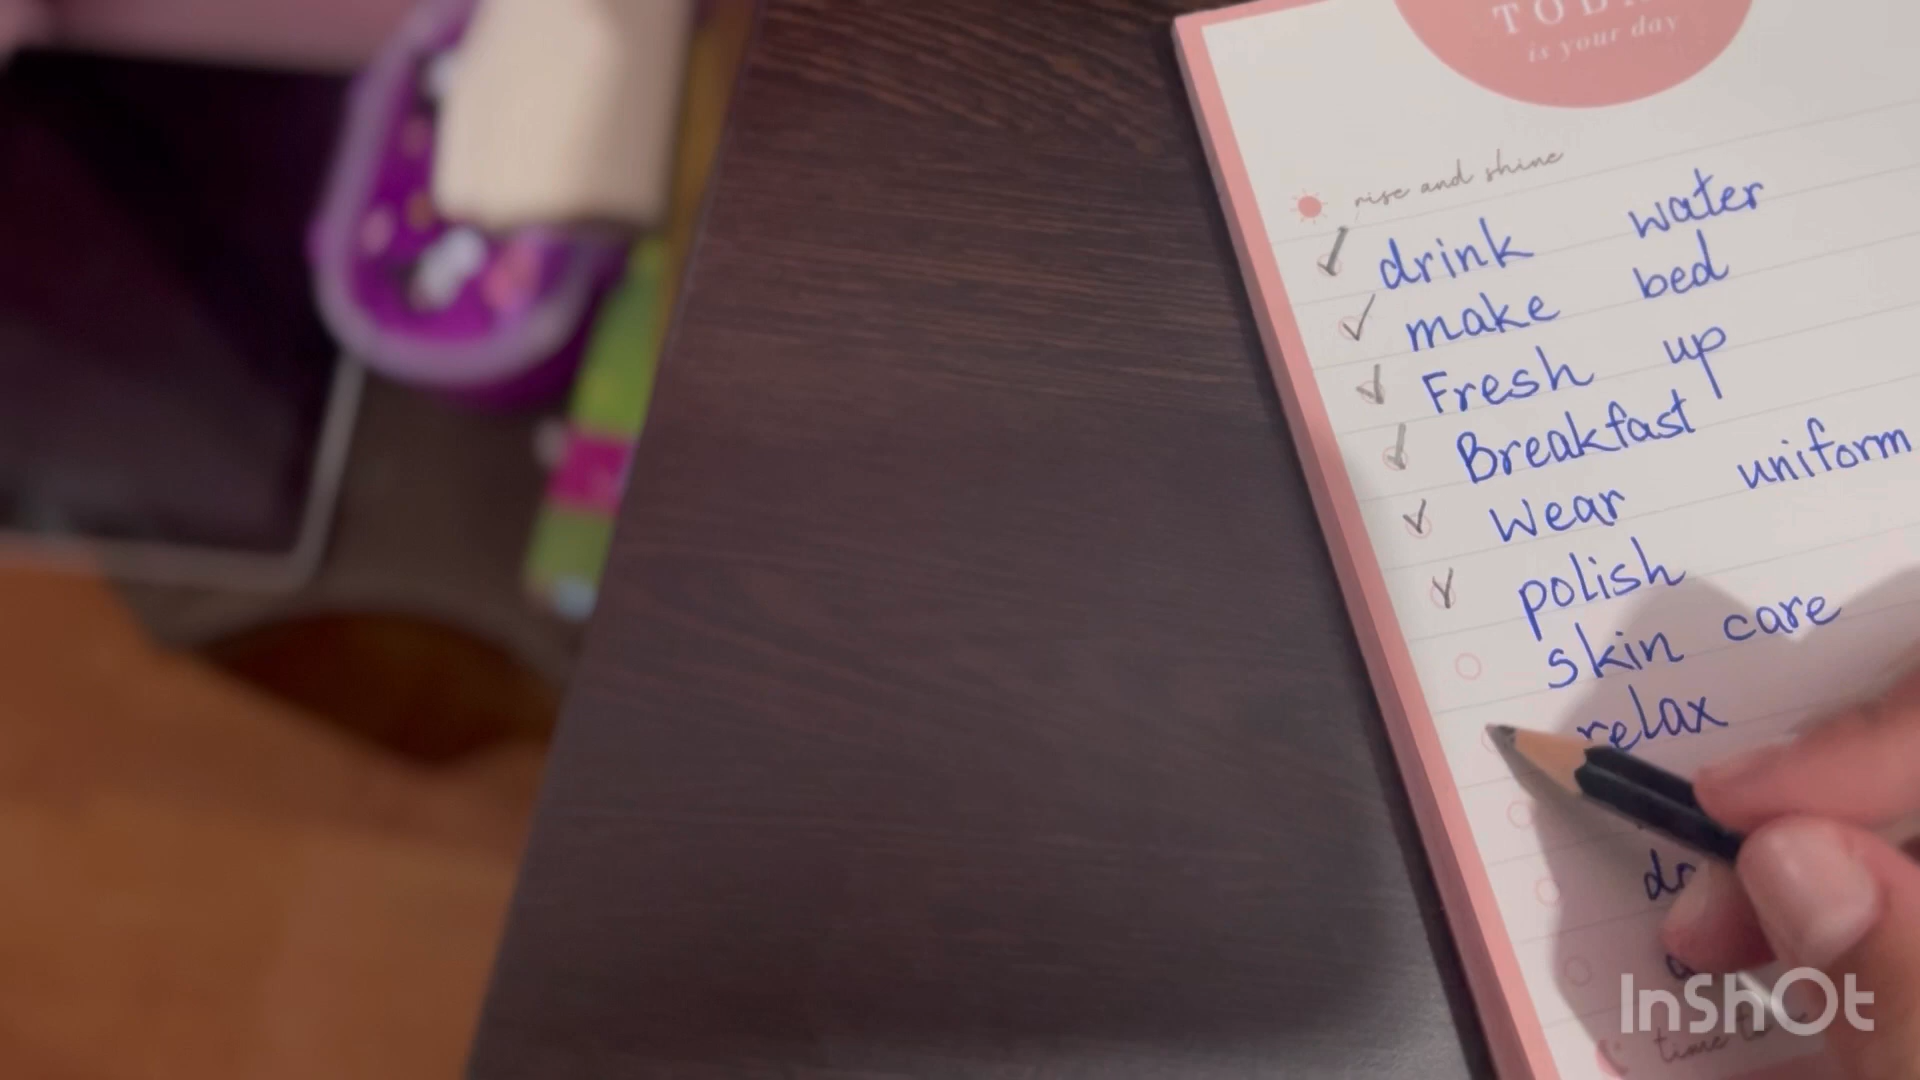 is your day
rise and shine
drink water
make bed
Fresh up
Breakfast
Wear uniform
polish
skin care
relax
InShOt